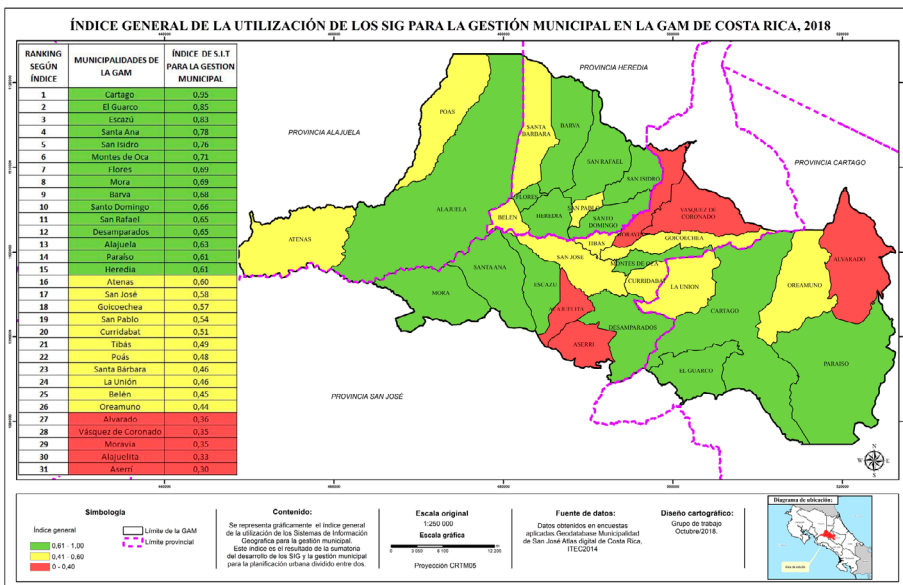 ÍNDICE GENERAL DE LA UTILIZACIÓN DE LOS SIG PARA LA GESTIÓN MUNICIPAL EN LA GAM DE COSTA RICA, 2018
RANKING SEGÚN ÍNDICE MUNICIPALIDADES DE LA GAM ÍNDICE DE S.I.T PARA LA GESTION MUNICIPAL
1 Cartago 0,95
2 El Guarco 0,85
3 Escazú 0,83
4 Santa Ana 0,78
5 San Isidro 0,76
6 Montes de Oca 0,71
7 Flores 0,69
8 Mora 0,69
9 Barva 0,68
10 Santo Domingo 0,66
11 San Rafael 0,65
12 Desamparados 0,65
13 Alajuela 0,63
14 Paraíso 0,61
15 Heredia 0,61
16 Atenas 0,60
17 San José 0,58
18 Goicoechea 0,57
19 San Pablo 0,54
20 Curridabat 0,51
21 Tibás 0,49
22 Poás 0,48
23 Santa Bárbara 0,46
24 La Unión 0,46
25 Belén 0,45
26 Oreamuno 0,44
27 Alvarado 0,36
28 Vásquez de Coronado 0,35
29 Moravia 0,35
30 Alajuelita 0,33
31 Aserrí 0,30
PROVINCIA HEREDIA
PROVINCIA ALAJUELA
PROVINCIA CARTAGO
PROVINCIA SAN JOSÉ
POAS
SANTA BARBARA
BARVA
SAN RAFAEL
SAN ISIDRO
FLORES
ALAJUELA
BELEN
HEREDIA
SAN PABLO
SANTO DOMINGO
MORAVIA
VASQUEZ DE CORONADO
ATENAS
TIBAS
GOICOECHEA
SAN JOSE
MONTES DE OCA
CURRIDABAT
LA UNION
SANTA ANA
ESCAZU
MORA
ALAJUELITA
ASERRI
DESAMPARADOS
CARTAGO
OREAMUNO
ALVARADO
PARAISO
EL GUARCO
N
W E
S
Simbología
Índice general
0,61 - 1,00
0,41 - 0,60
0 - 0,40
Límite de la GAM
Límite provincial
Contenido:
Se representa gráficamente el Índice general
de la utilización de los Sistemas de Información
Geografica para la gestión municipal.
Este índice es el resultado de la sumatoria
del desarrollo de los SIG y la gestión municipal
para la planificación urbana dividido entre dos.
Escala original
1:250 000
Escala gráfica
Proyección CRTM05
Fuente de datos:
Datos obtenidos en encuestas
aplicadas.Geodatabase Municipalidad
de San José Atlas digital de Costa Rica,
ITEC2014
Diseño cartográfico:
Grupo de trabajo
Octubre/2018.
Diagrama de ubicación: